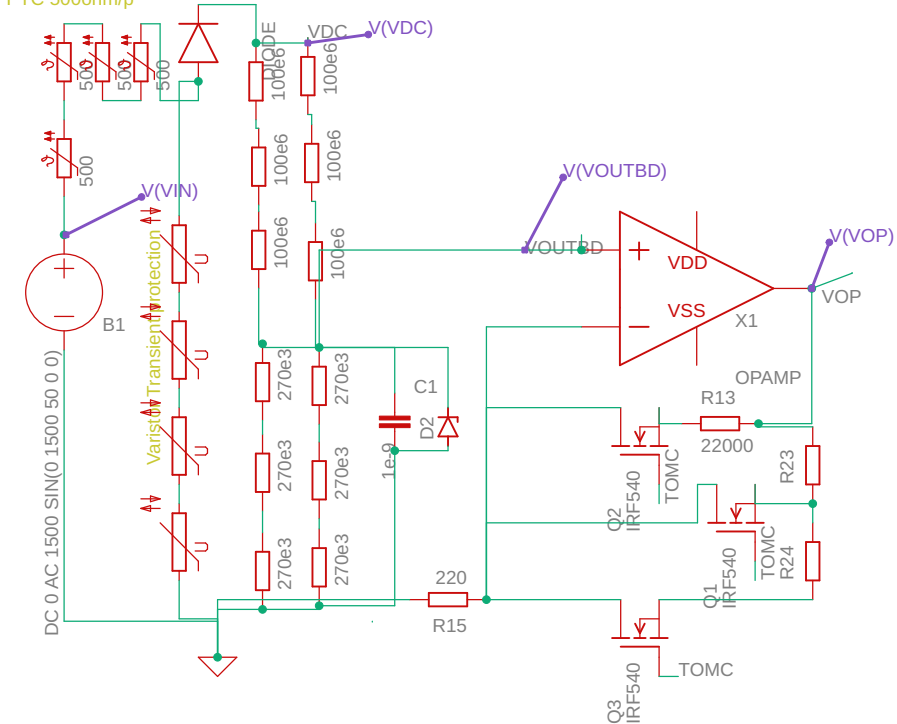 PTC 500ohm/p
DIODE
VDC
V(VDC)
500
500
500
500
100e6
100e6
100e6
100e6
100e6
100e6
V(VIN)
V(VOUTBD)
VOUTBD
V(VOP)
VOP
VDD
VSS
X1
OPAMP
B1
DC 0 AC 1500 SIN(0 1500 50 0 0)
Varistor Transient protection
U
U
U
U
270e3
270e3
270e3
270e3
270e3
270e3
C1
1e-9
D2
R13
22000
R23
R24
Q2
IRF540
TOMC
Q1
IRF540
TOMC
220
R15
Q3
IRF540
TOMC